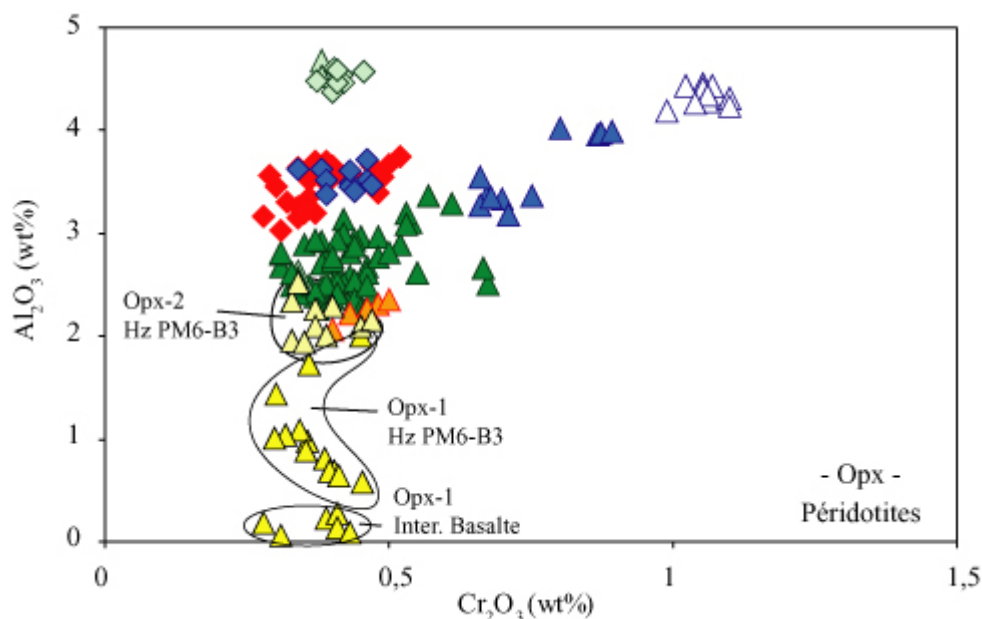 5
4
3
2
1
0
Al₂O₃ (wt%)
Opx-2
Hz PM6-B3
Opx-1
Hz PM6-B3
Opx-1
Inter. Basalte
- Opx -
Péridotites
0
0,5
1
1,5
Cr₂O₃ (wt%)